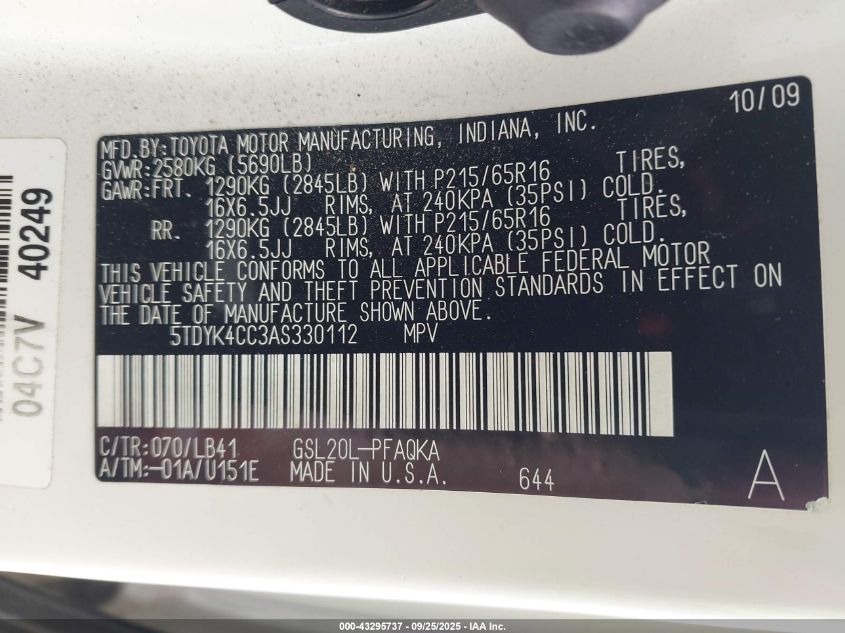 10/09
MFD.BY:TOYOTA MOTOR MANUFACTURING, INDIANA, INC.
GVWR:2580KG (5690LB)
GAWR:FRT. 1290KG (2845LB) WITH P215/65R16 TIRES,
16X6.5JJ RIMS, AT 240KPA (35PSI) COLD.
RR. 1290KG (2845LB) WITH P215/65R16 TIRES,
16X6.5JJ RIMS, AT 240KPA (35PSI) COLD.
THIS VEHICLE CONFORMS TO ALL APPLICABLE FEDERAL MOTOR
VEHICLE SAFETY AND THEFT PREVENTION STANDARDS IN EFFECT ON
THE DATE OF MANUFACTURE SHOWN ABOVE.
5TDYK4CC3AS330112 MPV
C/TR:070/LB41 GSL20L-PFAQKA
A/TM:-01A/U151E MADE IN U.S.A. 644 A
04C7V 40249
000-43295737 - 09/25/2025 - IAA Inc.